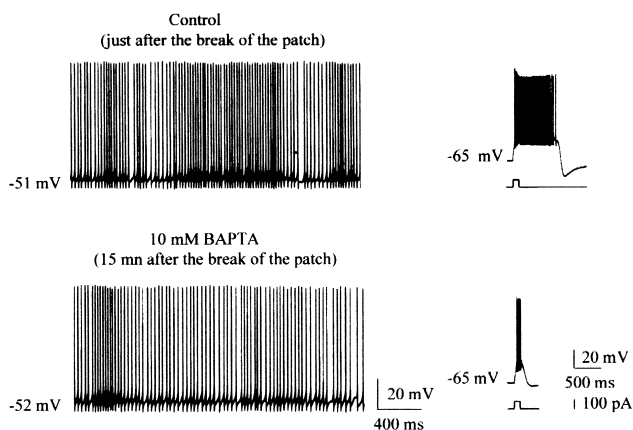 Control
(just after the break of the patch)
-51 mV
-65 mV
10 mM BAPTA
(15 mn after the break of the patch)
-52 mV
20 mV
400 ms
-65 mV
20 mV
500 ms
100 pA